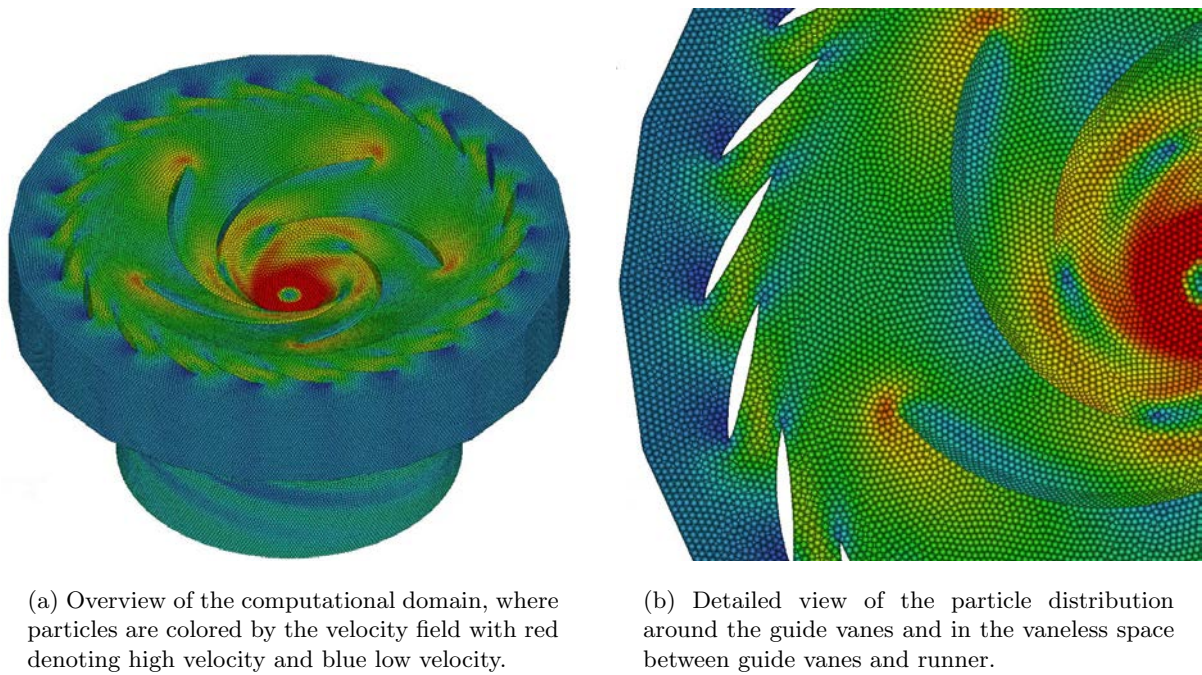 (a) Overview of the computational domain, where
particles are colored by the velocity field with red
denoting high velocity and blue low velocity.
(b) Detailed view of the particle distribution
around the guide vanes and in the vaneless space
between guide vanes and runner.